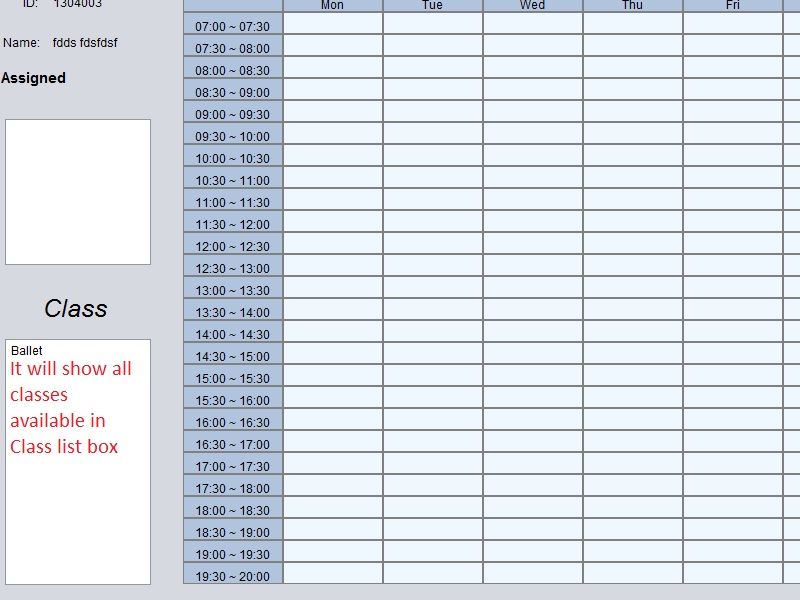 ID: 1304003
Name: fdds fdsfdsf
Assigned
Class
Ballet
It will show all
classes
available in
Class list box
Mon Tue Wed Thu Fri
07:00 ~ 07:30
07:30 ~ 08:00
08:00 ~ 08:30
08:30 ~ 09:00
09:00 ~ 09:30
09:30 ~ 10:00
10:00 ~ 10:30
10:30 ~ 11:00
11:00 ~ 11:30
11:30 ~ 12:00
12:00 ~ 12:30
12:30 ~ 13:00
13:00 ~ 13:30
13:30 ~ 14:00
14:00 ~ 14:30
14:30 ~ 15:00
15:00 ~ 15:30
15:30 ~ 16:00
16:00 ~ 16:30
16:30 ~ 17:00
17:00 ~ 17:30
17:30 ~ 18:00
18:00 ~ 18:30
18:30 ~ 19:00
19:00 ~ 19:30
19:30 ~ 20:00